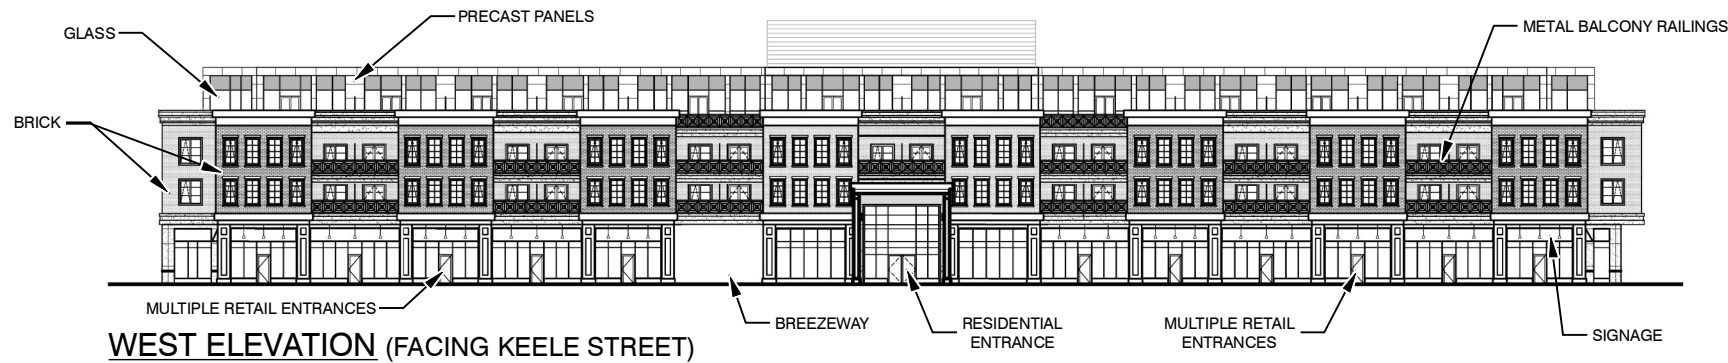 PRECAST PANELS
GLASS
METAL BALCONY RAILINGS
BRICK
MULTIPLE RETAIL ENTRANCES
BREEZEWAY
RESIDENTIAL
ENTRANCE
MULTIPLE RETAIL
ENTRANCES
SIGNAGE
WEST ELEVATION (FACING KEELE STREET)